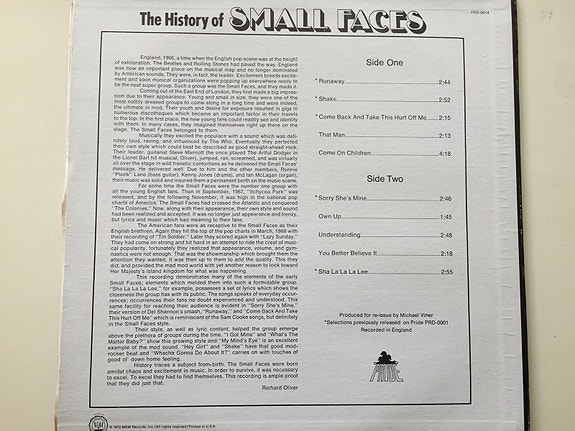 The History of SMALL FACES
PRD-0014
England, 1966, a time when the English pop scene was at the height
of exhilaration. The Beatles and Rolling Stones had paved the way. England
was now an important place on the musical map and no longer dominated
by American sounds. They were, in fact, the leader. Excitement breeds excite-
ment and soon musical organizations were popping up everywhere ready to
be the next super group. Such a group was the Small Faces, and they made it.
Coming out of the East End of London, they first made a big impres-
sion due to their appearance. Young and small in size, they were one of the
most nattily dressed groups to come along in a long time and were indeed,
the ultimate in mod. Their youth and desire for exposure resulted in gigs in
numerous discotheques which became an important factor in their travels
to the top. In the first place, the new young fans could readily see and identify
with them. In many cases, they imagined themselves right up there on the
stage, The Small Faces belonged to them.
Musically they excited the populace with a sound which was defi-
nitely loud, raving, and influenced by The Who. Eventually they perfected
their own style which could best be described as good straight-ahead rock.
Their leader, guitarist Steve Marriott (he once played The Artful Dodger in
the Lionel Bart hit musical, Oliver), jumped, ran, screamed, and was virtually
all over the stage in wild frenetic contortions as he delivered the Small Faces'
message. He delivered well. Due to him and the other members, Ronnie
"Plonk" Lane (bass guitar), Kenny Jones (drums), and Ian McLagan (organ),
their music was solid and insured them a permanent berth on the music scene.
For some time the Small Faces were the number one group with
all the young English fans. Then in September, 1967, "Itchycoo Park" was
released, and by the following November, it was high in the national pop
charts of America. The Small Faces had crossed the Atlantic and conquered
"The Colonies." Now, along with their appearance, their own style and sound
had been realized and accepted. It was no longer just appearance and frenzy,
but lyrics and music which had meaning to their fans.
The American fans were as receptive to the Small Faces as their
English brethren. Again they hit the top of the pop charts in March, 1968 with
their recording of "Tin Soldier." Later they scored again with "Lazy Sunday."
They had come on strong and hit hard in an attempt to ride the crest of musi-
cal popularity, fortunately they realized that appearance, volume, and gym-
nastics were not enough. That was the showmanship which brought them the
attention they wanted. It was then up to them to add the quality. This they
did, and provided the mad mod world with yet another reason to look toward
Her Majesty's island kingdom for what was happening.
This recording demonstrates many of the elements of the early
Small Faces, elements which melded them into such a formidable group.
"Sha La La La Lee," for example, possesses a set of lyrics which shows the
closeness the group has with its public. The songs speaks of everyday occur-
rences; occurrences their fans no doubt experienced and understood. This
same facility for reaching their audience is evident in "Sorry She's Mine,"
their version of Del Shannon's smash, "Runaway," and "Come Back And Take
This Hurt Off Me" which is reminiscent of the Sam Cooke songs, but definitely
in the Small Faces style.
Their style, as well as lyric content, helped the group emerge
above the plethora of groups during the time. "I Got Mine" and "What's The
Matter Baby?" show this growing style and "My Mind's Eye" is an excellent
example of the mod sound. "Hey Girl" and "Shake" have that good mod-
rocker beat and "Whacha Gonna Do About It?" carries on with touches of
good ol' down home feeling.
History traces a subject from birth. The Small Faces were born
amidst chaos and excitement in music. In order to survive, it was necessary
to excel. To excel they had to find themselves. This recording is ample proof
that they did just that.
Richard Oliver
Side One
*Runaway 2:44
*Shake 2:52
*Come Back And Take This Hurt Off Me 2:15
That Man 2:13
Come On Children 4:18
Side Two
*Sorry She's Mine 2:46
Own Up 1:45
Understanding 2:48
You Better Believe It 2:18
*Sha La La La Lee 2:55
Produced for re-issue by Michael Viner
*Selections previously released on Pride PRD-0001
Recorded in England
PRIDE
© 1972 MGM Records, Inc./All rights reserved/Printed in U.S.A.